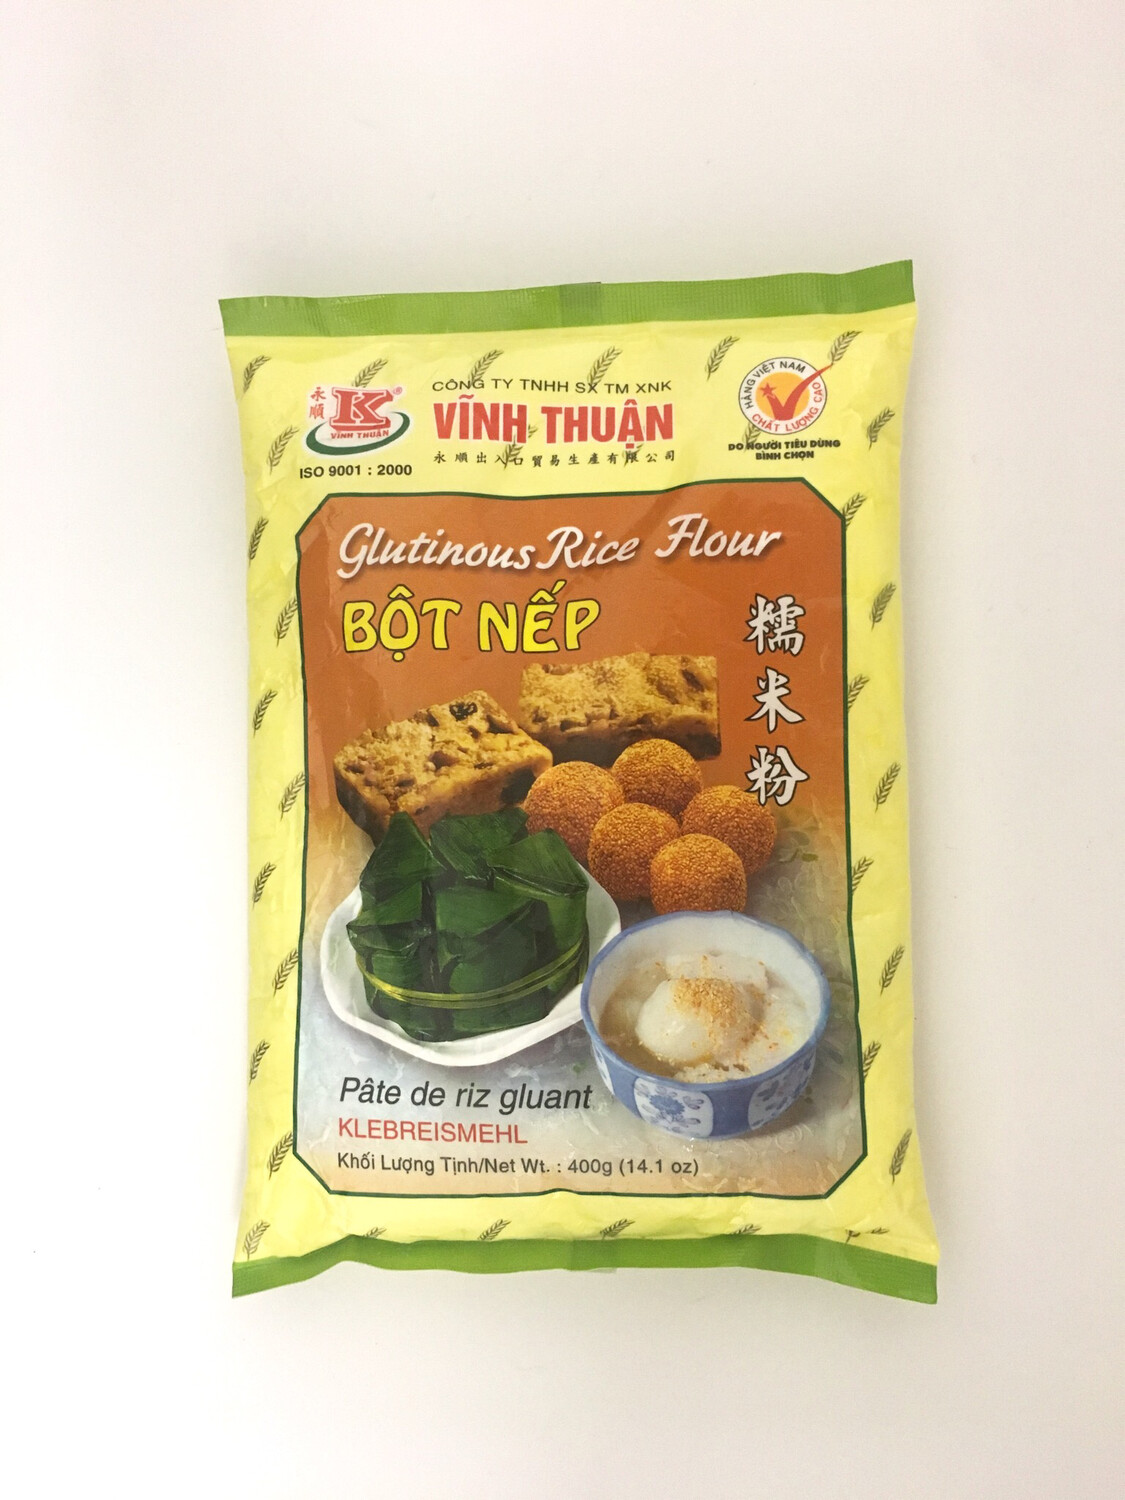 永順
K®
VĨNH THUẬN
ISO 9001 : 2000
CÔNG TY TNHH SX TM XNK
VĨNH THUẬN
永順出入口貿易生產有限公司
HÀNG VIỆT NAM
CHẤT LƯỢNG CAO
DO NGƯỜI TIÊU DÙNG
BÌNH CHỌN
Glutinous Rice Flour
BỘT NẾP
糯米粉
Pâte de riz gluant
KLEBREISMEHL
Khối Lượng Tịnh/Net Wt. : 400g (14.1 oz)